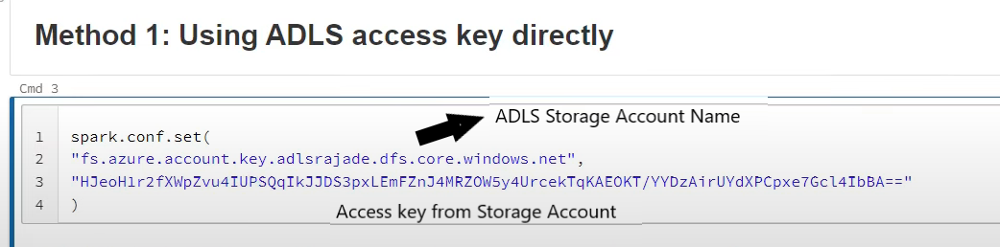 Method 1: Using ADLS access key directly
Cmd 3
ADLS Storage Account Name
1 spark.conf.set(
2 "fs.azure.account.key.adlsrajade.dfs.core.windows.net",
3 "HJeoH1r2fXWpZvu4IUPSQqIkJJDS3pxLEmFZnJ4MRZOW5y4UrcekTqKAEOKT/YYDzAirUYdXPCpxe7Gcl4IbBA=="
4 )
Access key from Storage Account